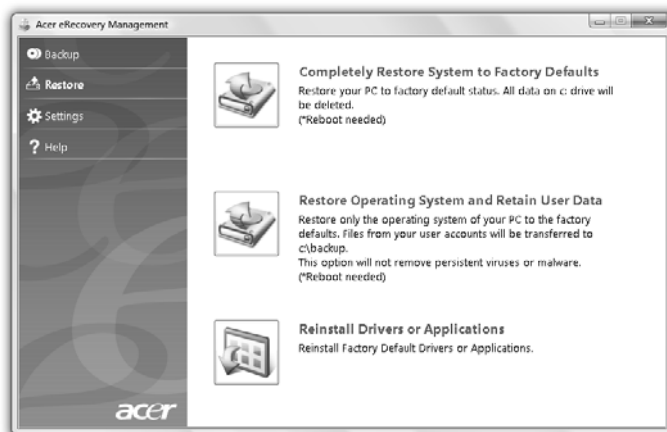 Acer eRecovery Management
Backup
Restore
Settings
Help
Completely Restore System to Factory Defaults
Restore your PC to factory default status. All data on c: drive will
be deleted.
(*Reboot needed)
Restore Operating System and Retain User Data
Restore only the operating system of your PC to the factory
defaults. Files from your user accounts will be transferred to
c:\backup.
This option will not remove persistent viruses or malware.
(*Reboot needed)
Reinstall Drivers or Applications
Reinstall Factory Default Drivers or Applications.
acer